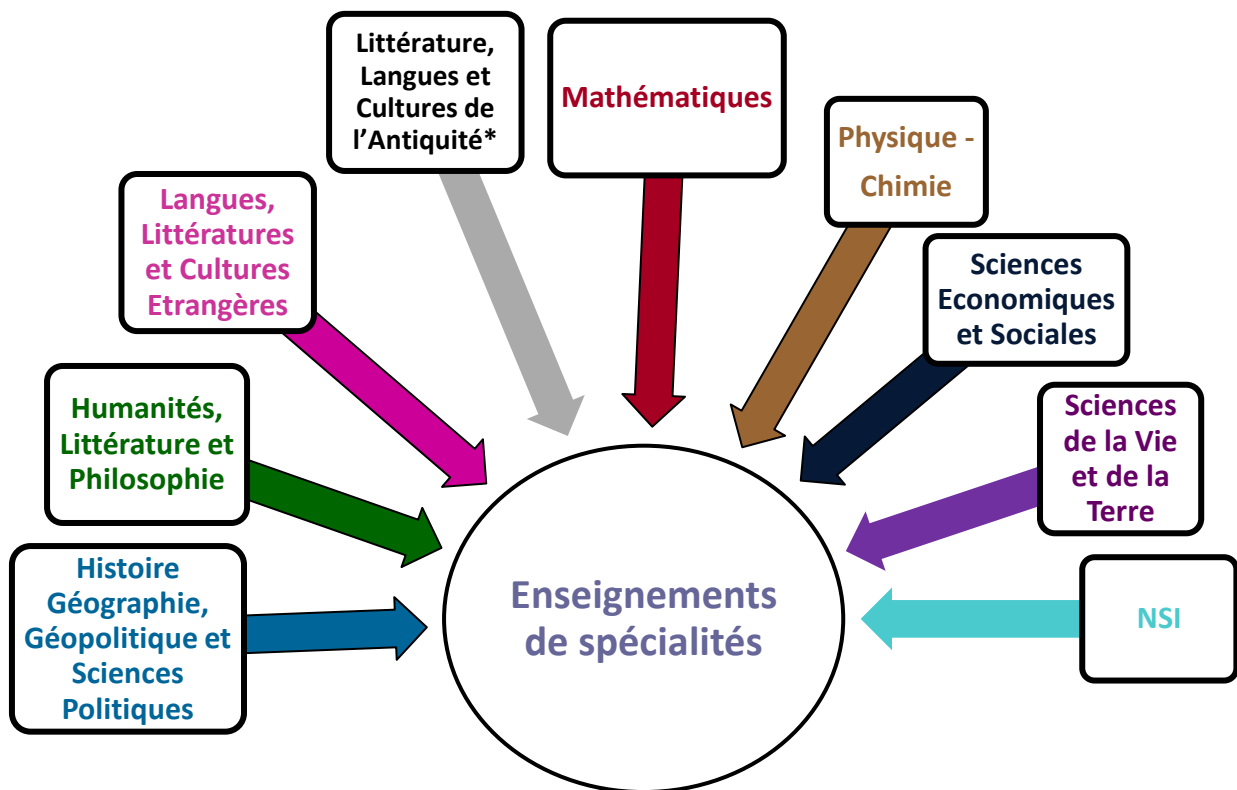 Littérature,
Langues et
Cultures de
l'Antiquité*
Mathématiques
Physique -
Chimie
Langues,
Littératures
et Cultures
Etrangères
Sciences
Economiques
et Sociales
Humanités,
Littérature et
Philosophie
Sciences
de la Vie
et de la
Terre
Histoire
Géographie,
Géopolitique et
Sciences
Politiques
Enseignements
de spécialités
NSI